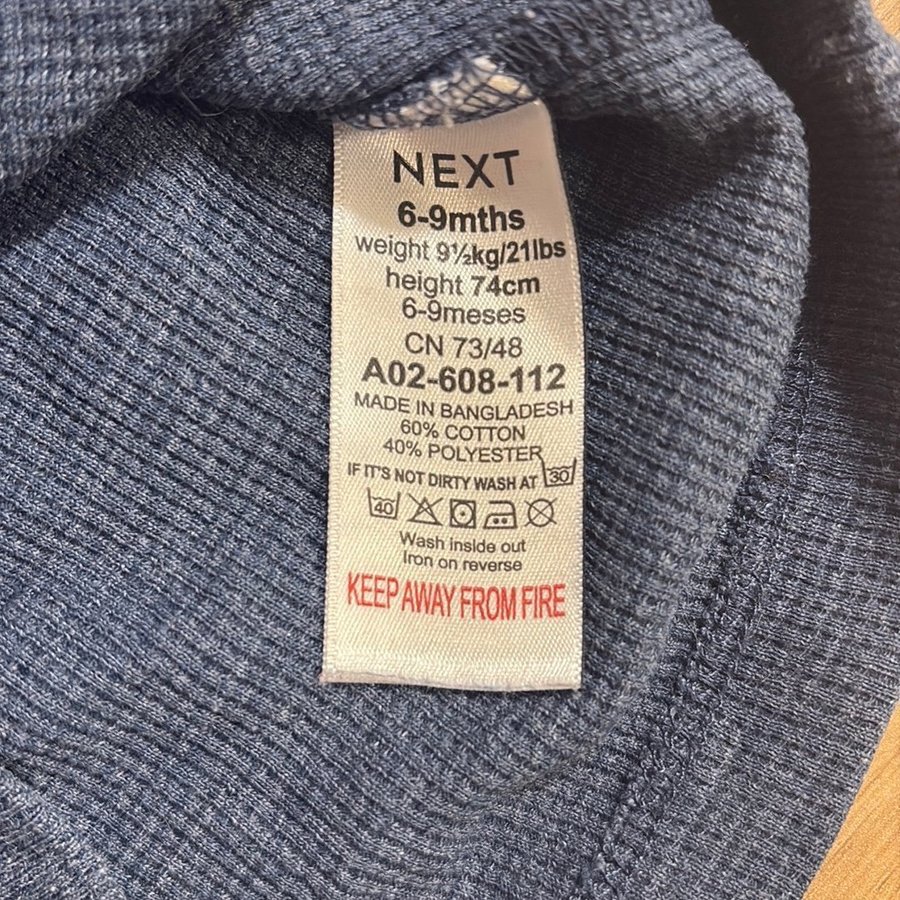 NEXT
6-9mths
weight 9½kg/21lbs
height 74cm
6-9meses
CN 73/48
A02-608-112
MADE IN BANGLADESH
60% COTTON
40% POLYESTER
IF IT'S NOT DIRTY WASH AT 30
40
Wash inside out
Iron on reverse
KEEP AWAY FROM FIRE